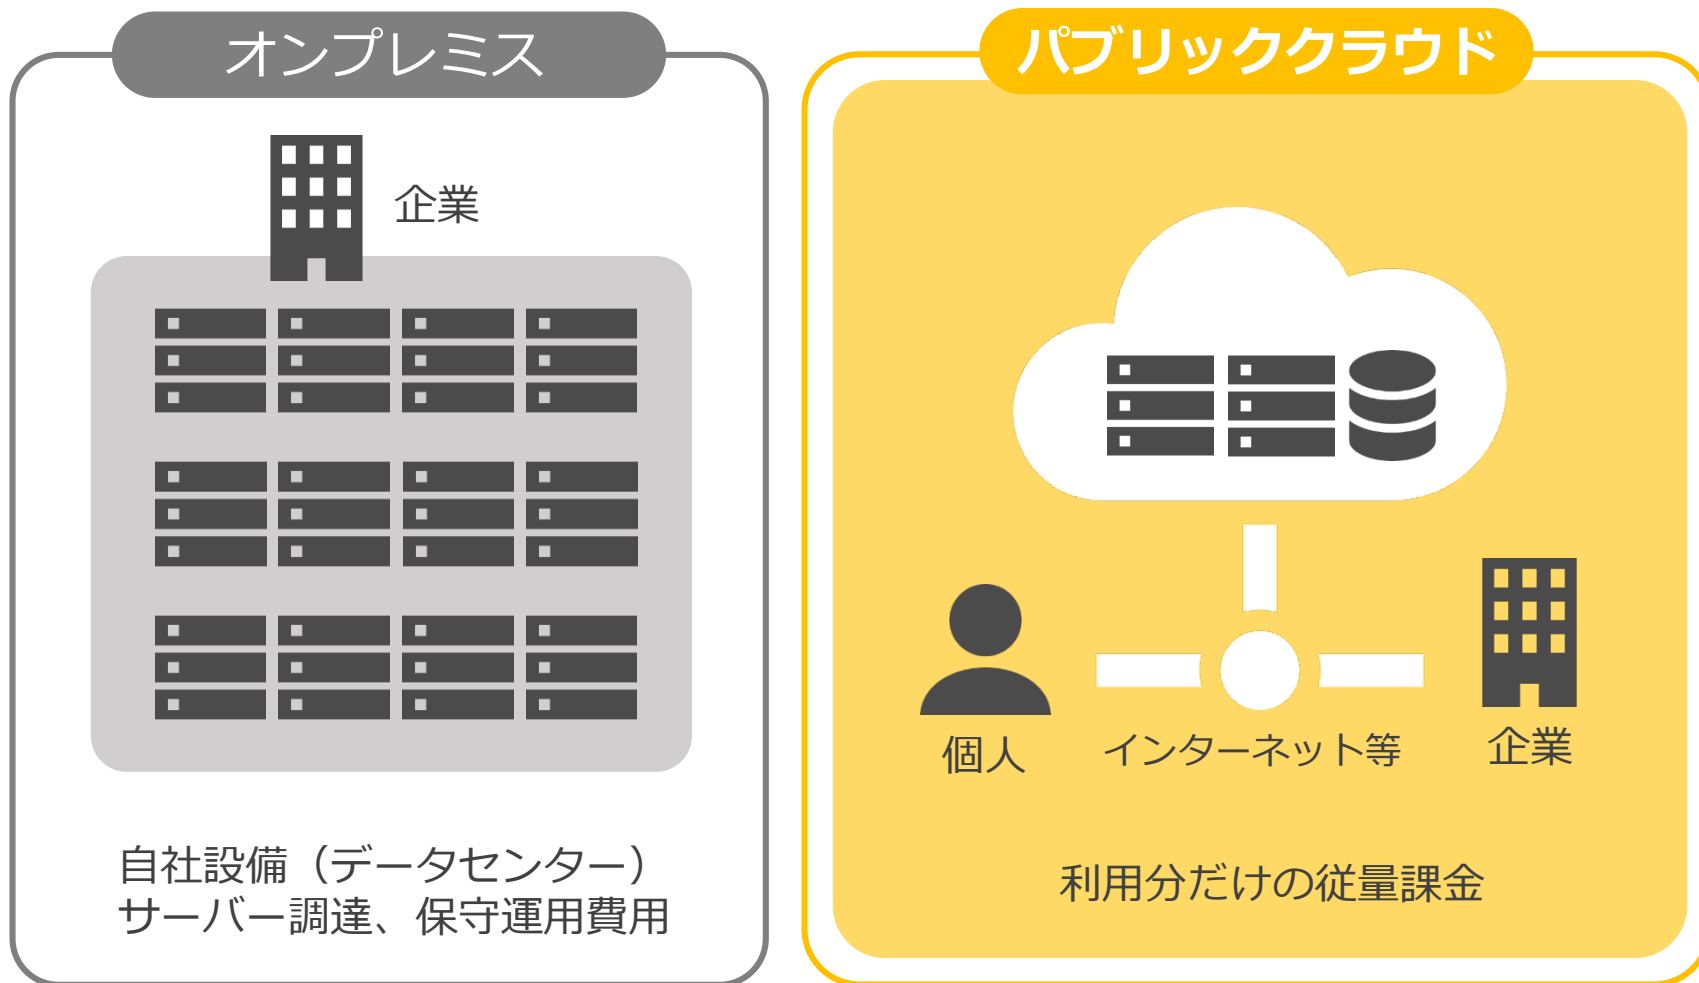 オンプレミス
企業
自社設備（データセンター）
サーバー調達、保守運用費用
パブリッククラウド
個人
インターネット等
企業
利用分だけの従量課金